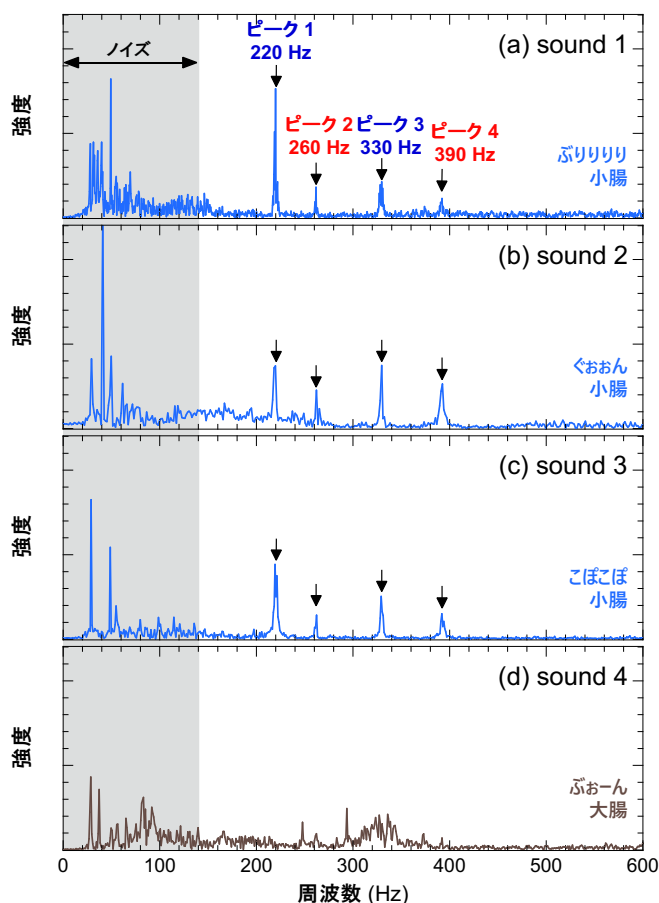 ノイズ
ピーク 1
220 Hz
ピーク 2
260 Hz
ピーク 3
330 Hz
ピーク 4
390 Hz
(a) sound 1
ぶりりりり
小腸
強度
(b) sound 2
ぐぉぉん
小腸
強度
(c) sound 3
こぽこぽ
小腸
強度
(d) sound 4
ぶぉーん
大腸
強度
0
200
400
600
0 100 200 300 400 500 600
周波数 (Hz)